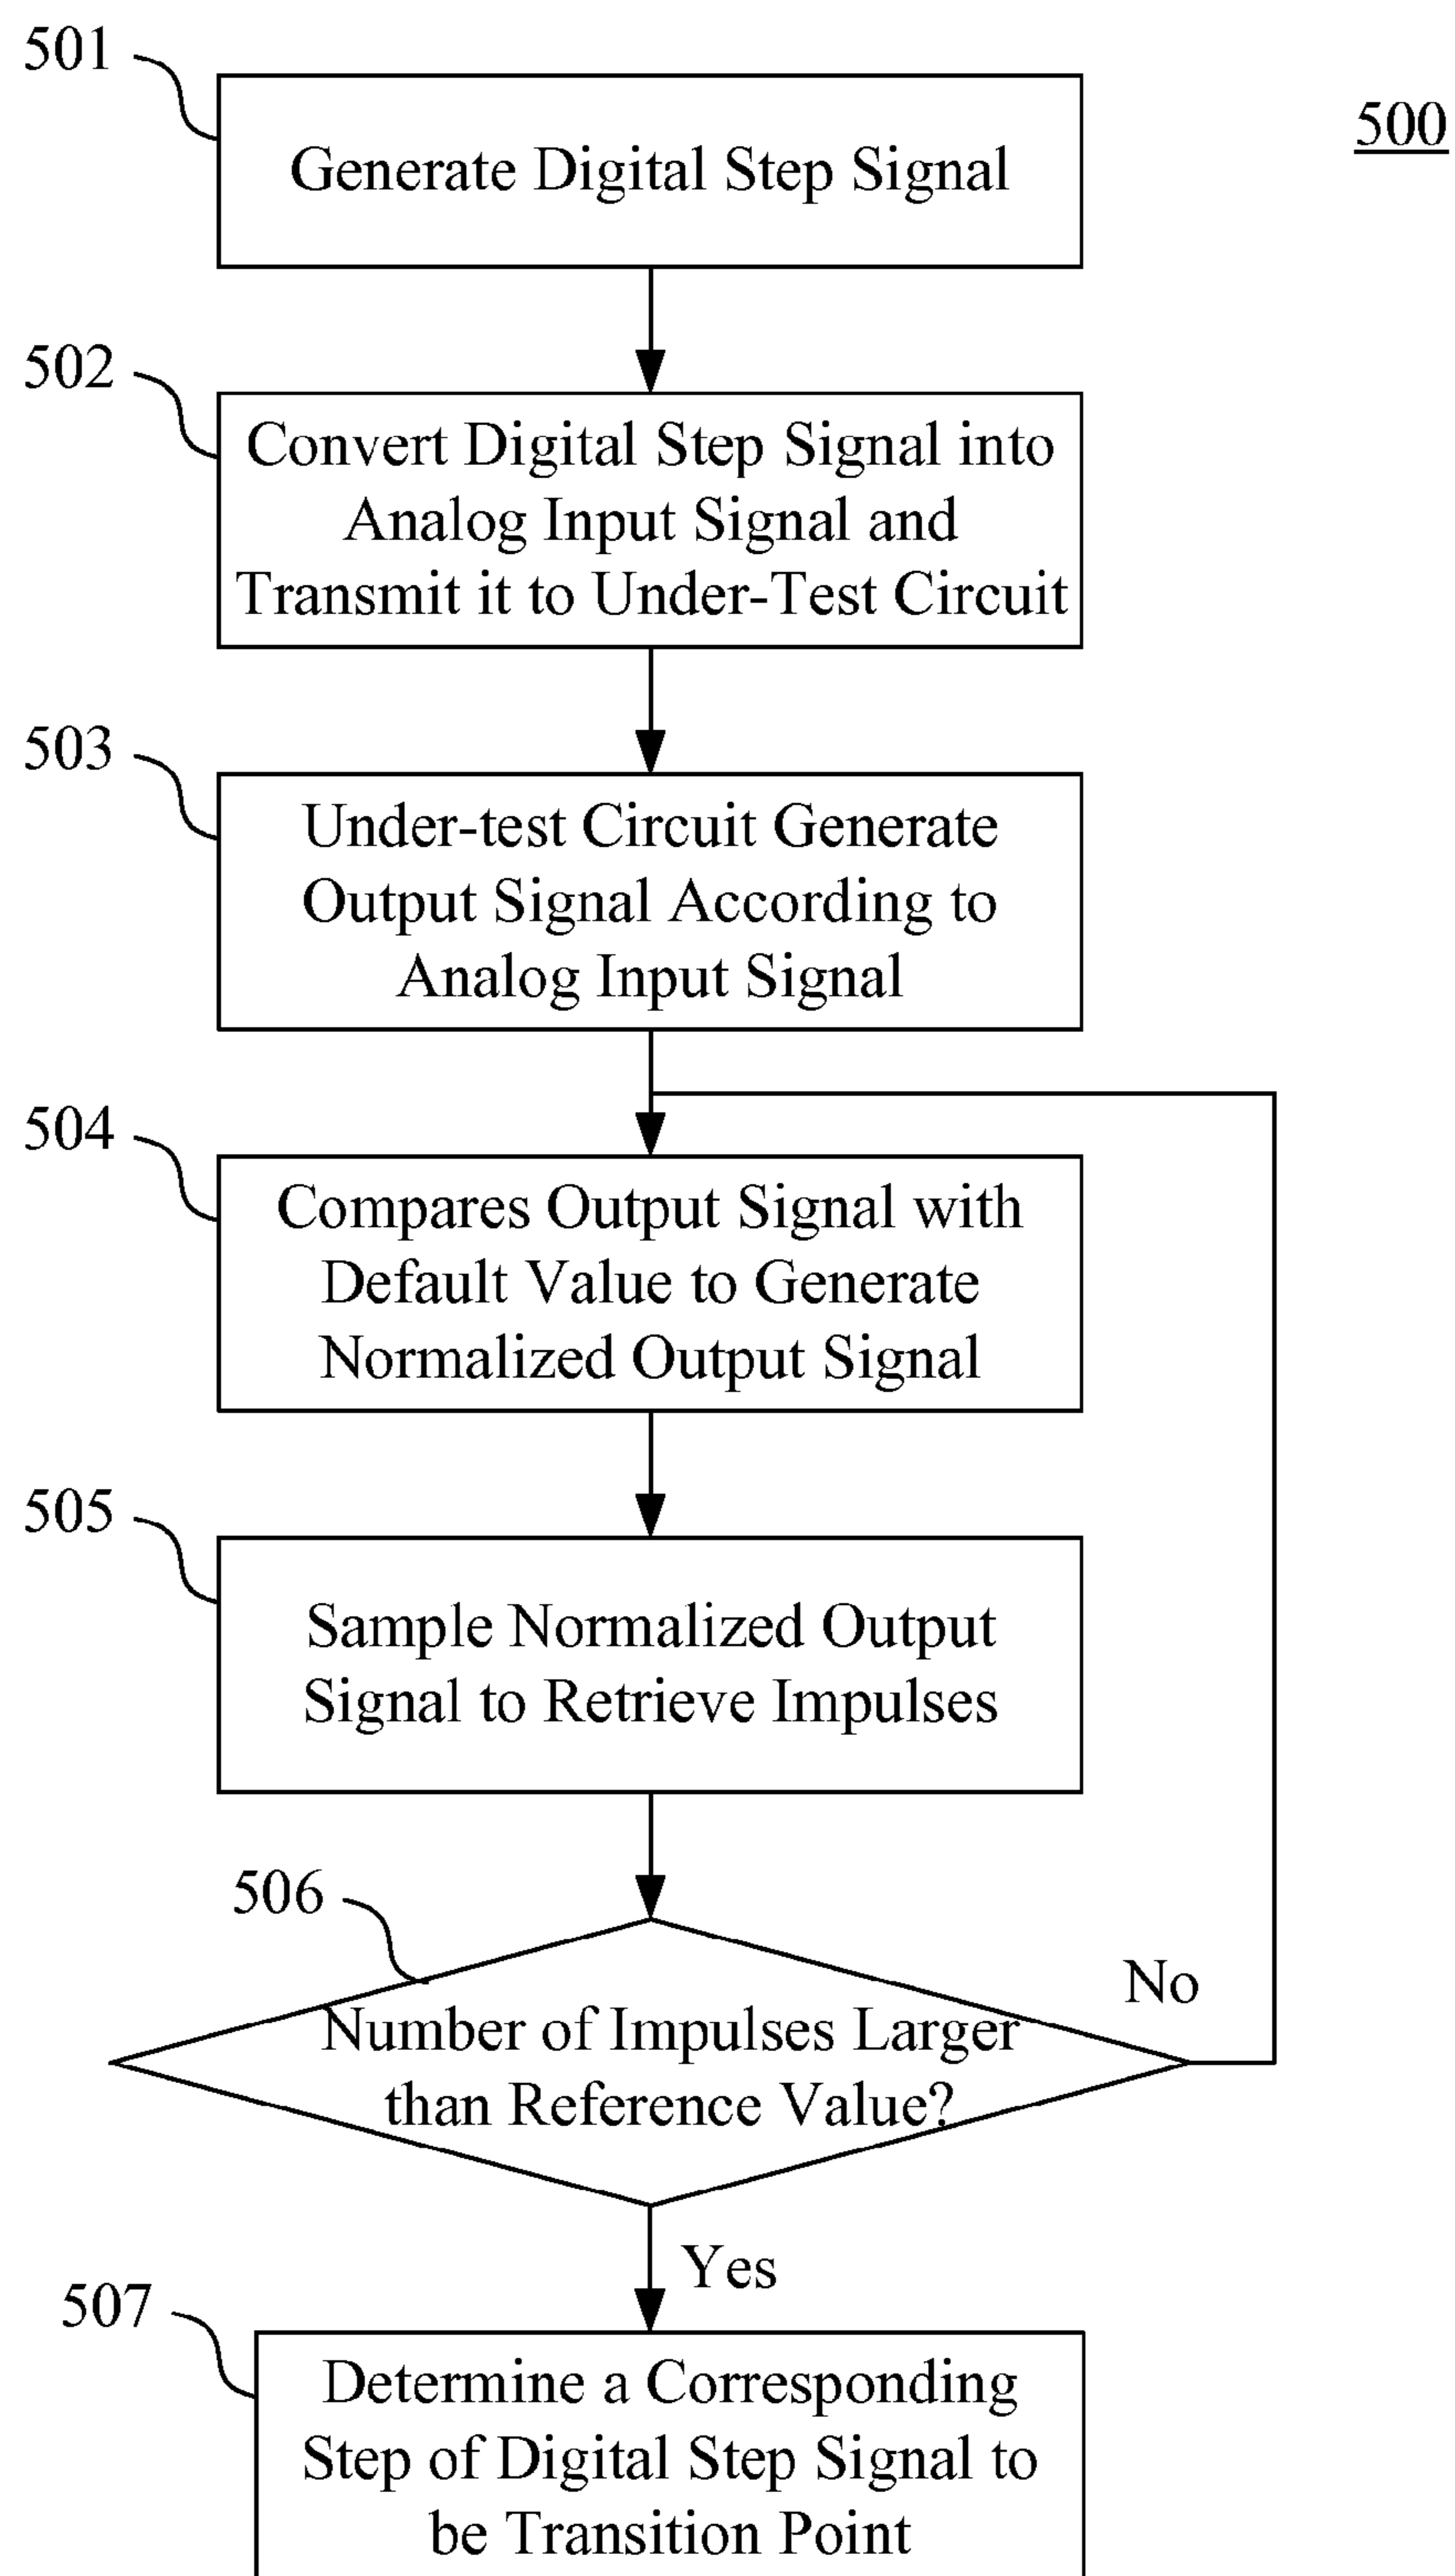 501
500
Generate Digital Step Signal
502
Convert Digital Step Signal into
Analog Input Signal and
Transmit it to Under-Test Circuit
503
Under-test Circuit Generate
Output Signal According to
Analog Input Signal
504
Compares Output Signal with
Default Value to Generate
Normalized Output Signal
505
Sample Normalized Output
Signal to Retrieve Impulses
506
No
Number of Impulses Larger
than Reference Value?
Yes
507
Determine a Corresponding
Step of Digital Step Signal to
be Transition Point